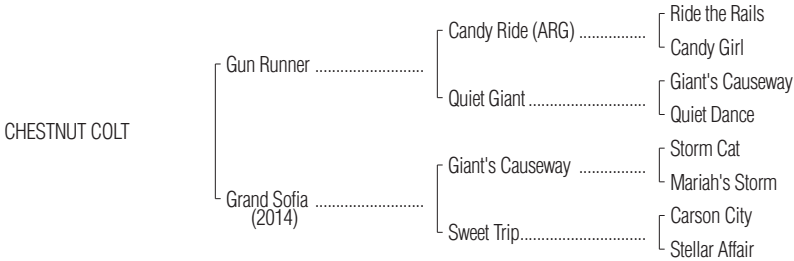 Ride the Rails
Candy Ride (ARG) ................
Candy Girl
Gun Runner ..........................
Giant's Causeway
Quiet Giant ............................
Quiet Dance
CHESTNUT COLT
Storm Cat
Giant's Causeway ................
Mariah's Storm
Grand Sofia ..........................
(2014)
Carson City
Sweet Trip..............................
Stellar Affair